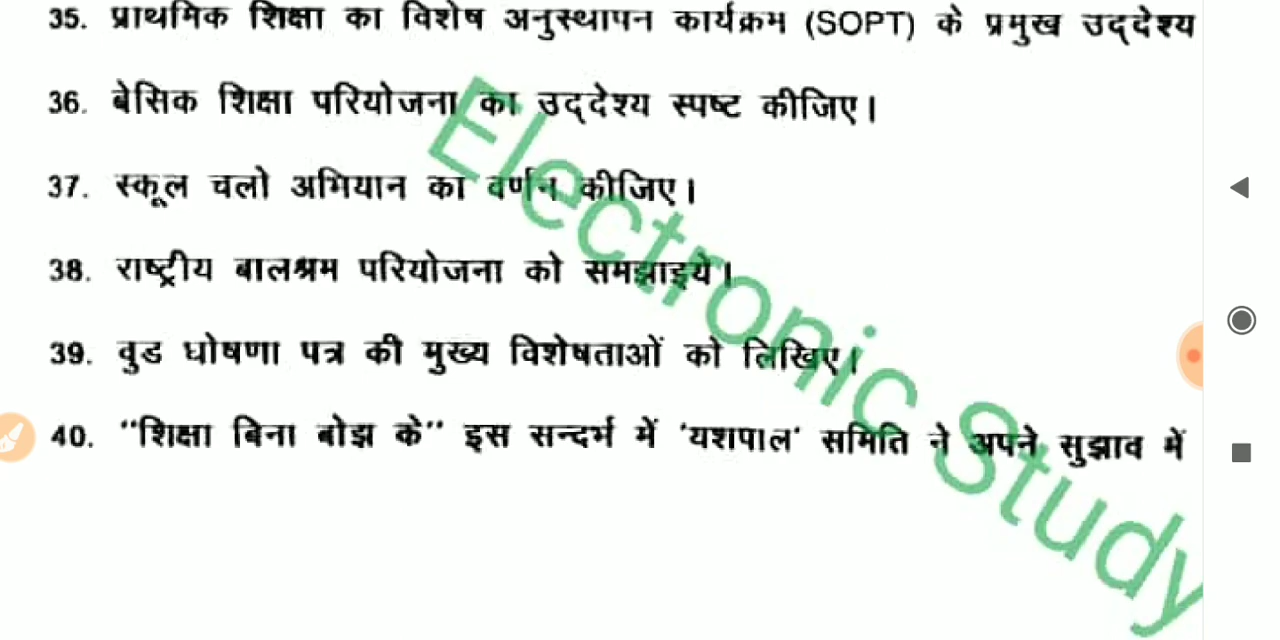 35. प्राथमिक शिक्षा का विशेष अनुस्थापन कार्यक्रम (SOPT) के प्रमुख उद्देश्य
36. बेसिक शिक्षा परियोजना का उद्देश्य स्पष्ट कीजिए।
37. स्कूल चलो अभियान का वर्णन कीजिए।
38. राष्ट्रीय बालश्रम परियोजना को समझाइये।
39. वुड घोषणा पत्र की मुख्य विशेषताओं को लिखिए।
40. "शिक्षा बिना बोझ के" इस सन्दर्भ में 'यशपाल' समिति ने अपने सुझाव में
Electronic Study